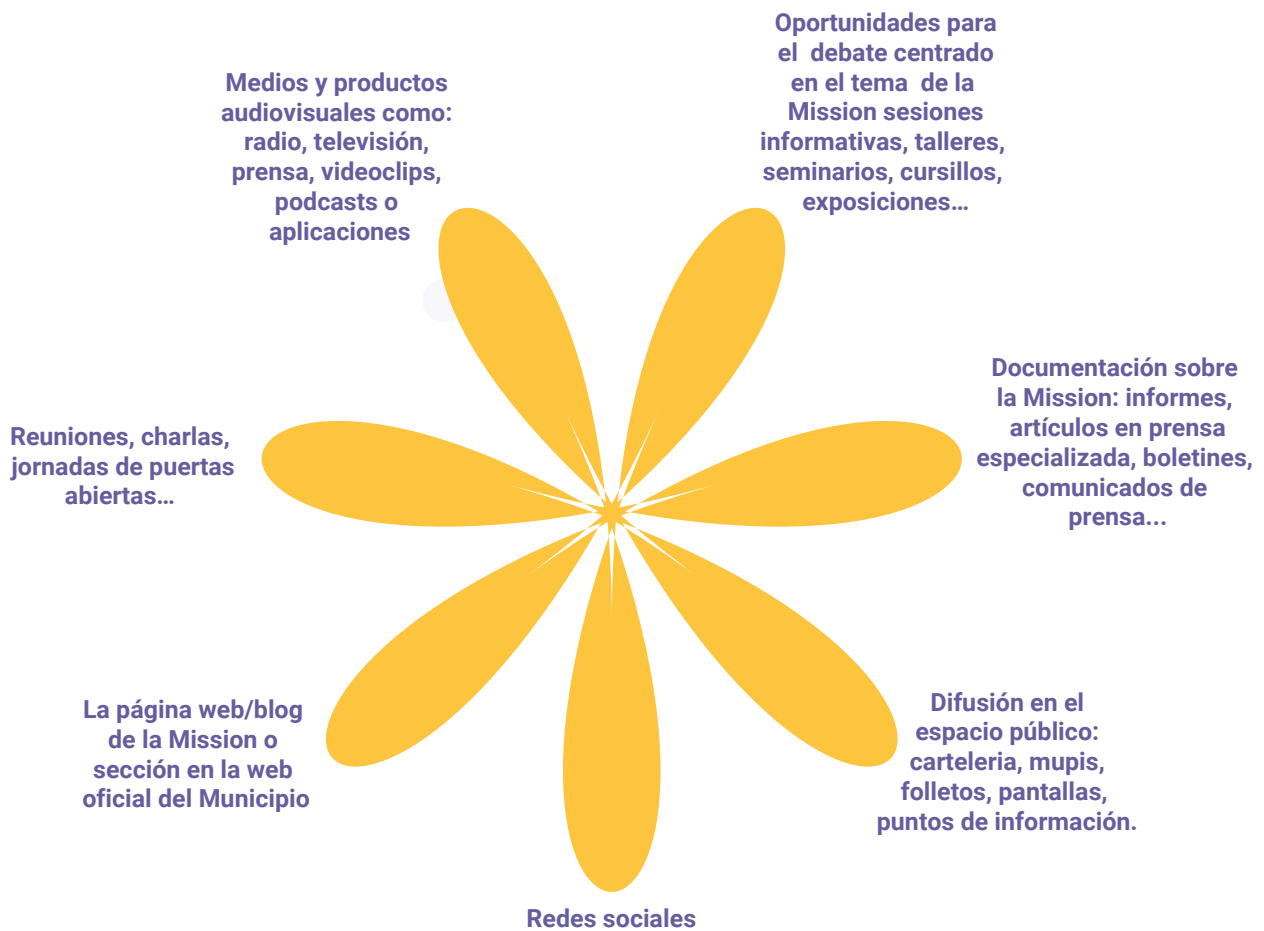 Oportunidades para
el debate centrado
en el tema de la
Mission sesiones
informativas, talleres,
seminarios, cursillos,
exposiciones…
Medios y productos
audiovisuales como:
radio, televisión,
prensa, videoclips,
podcasts o
aplicaciones
Documentación sobre
la Mission: informes,
artículos en prensa
especializada, boletines,
comunicados de
prensa...
Reuniones, charlas,
jornadas de puertas
abiertas…
Difusión en el
espacio público:
carteleria, mupis,
folletos, pantallas,
puntos de información.
La página web/blog
de la Mission o
sección en la web
oficial del Municipio
Redes sociales